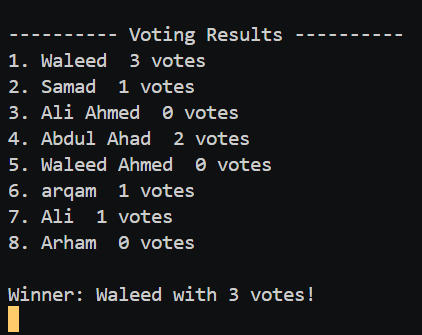 ---------- Voting Results ----------
1. Waleed  3 votes
2. Samad  1 votes
3. Ali Ahmed  0 votes
4. Abdul Ahad  2 votes
5. Waleed Ahmed  0 votes
6. arqam  1 votes
7. Ali  1 votes
8. Arham  0 votes
Winner: Waleed with 3 votes!